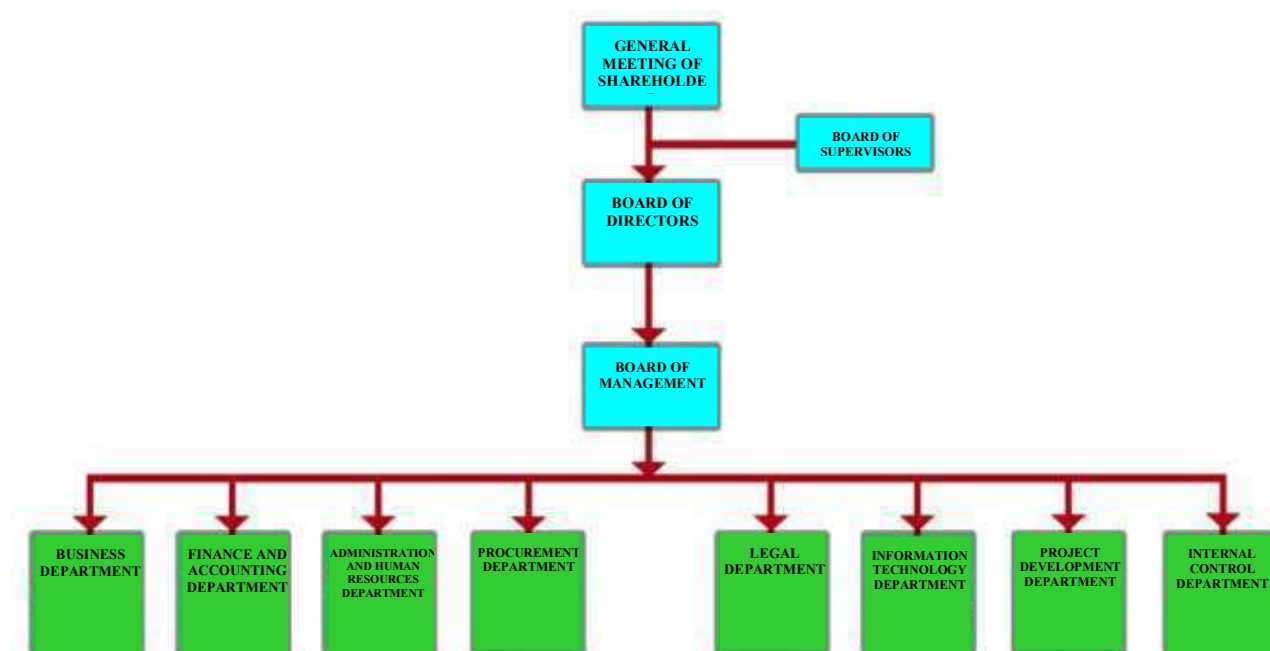 GENERAL
MEETING OF
SHAREHOLDE
BOARD OF
SUPERVISORS
BOARD OF
DIRECTORS
BOARD OF
MANAGEMENT
BUSINESS
DEPARTMENT
FINANCE AND
ACCOUNTING
DEPARTMENT
ADMINISTRATION
AND HUMAN
RESOURCES
DEPARTMENT
PROCUREMENT
DEPARTMENT
LEGAL
DEPARTMENT
INFORMATION
TECHNOLOGY
DEPARTMENT
PROJECT
DEVELOPMENT
DEPARTMENT
INTERNAL
CONTROL
DEPARTMENT